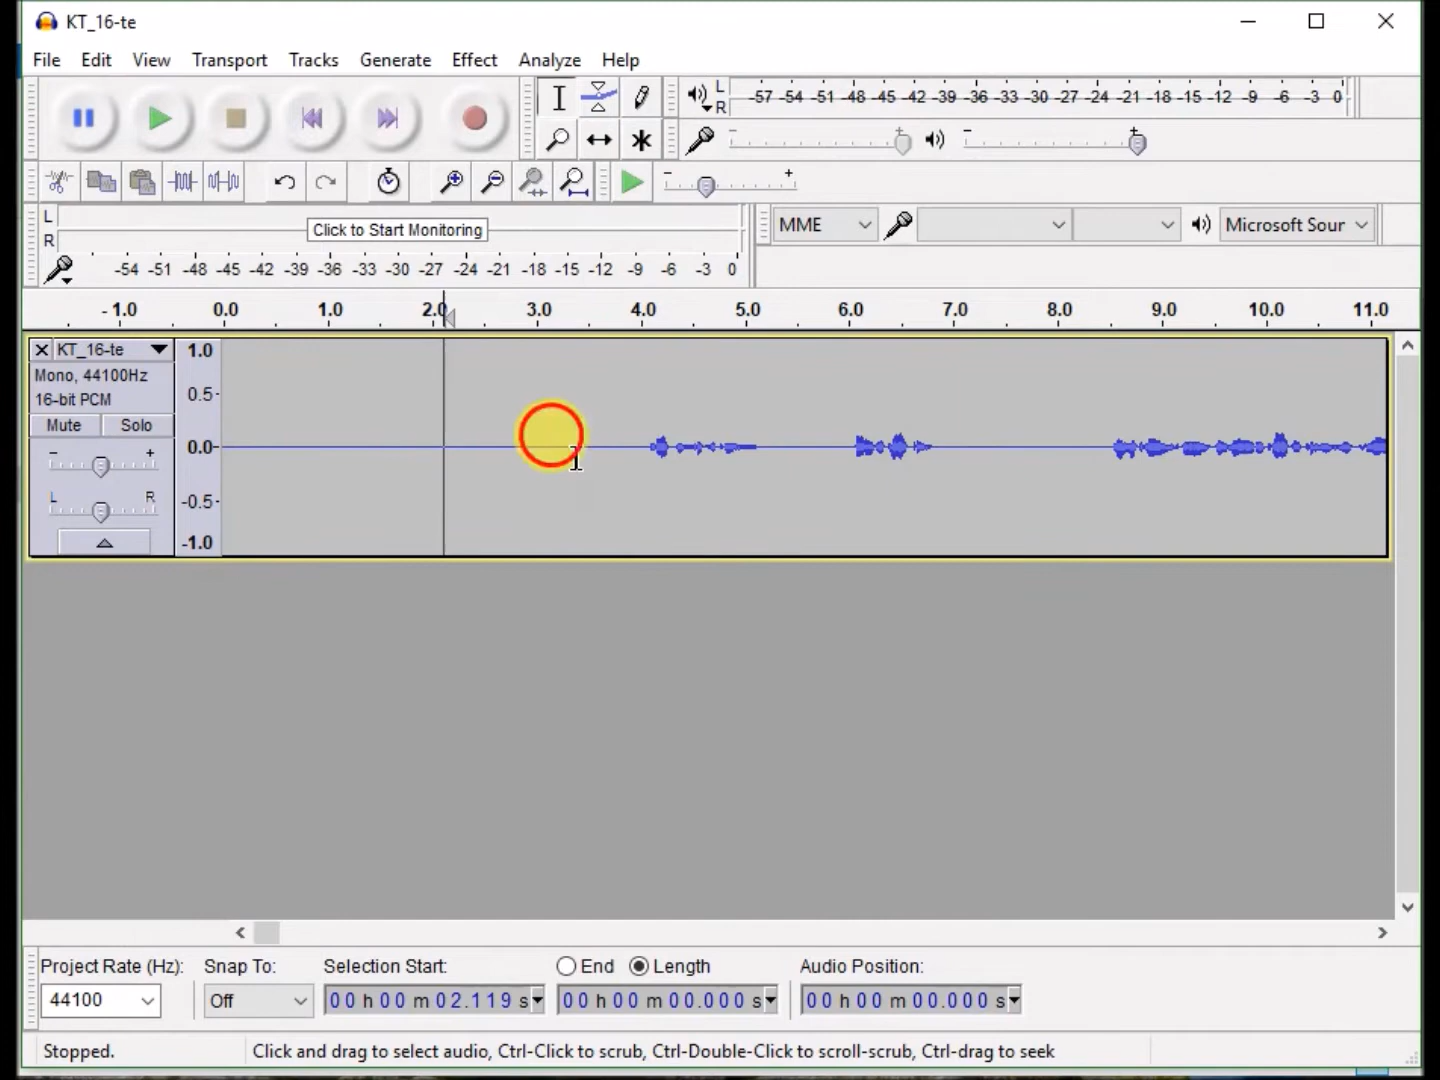 KT_16-te
File Edit View Transport Tracks Generate Effect Analyze Help
L
R
-57 -54 -51 -48 -45 -42 -39 -36 -33 -30 -27 -24 -21 -18 -15 -12 -9 -6 -3 0
- +
- +
- +
L
R
Click to Start Monitoring
-54 -51 -48 -45 -42 -39 -36 -33 -30 -27 -24 -21 -18 -15 -12 -9 -6 -3 0
MME
Microsoft Sour
- 1.0 0.0 1.0 2.0 3.0 4.0 5.0 6.0 7.0 8.0 9.0 10.0 11.0
KT_16-te
Mono, 44100Hz
16-bit PCM
Mute Solo
- +
L R
1.0
0.5-
0.0-
-0.5-
-1.0
Project Rate (Hz): Snap To: Selection Start: End Length Audio Position:
44100 Off 00 h 00 m 02.119 s 00 h 00 m 00.000 s 00 h 00 m 00.000 s
Stopped. Click and drag to select audio, Ctrl-Click to scrub, Ctrl-Double-Click to scroll-scrub, Ctrl-drag to seek